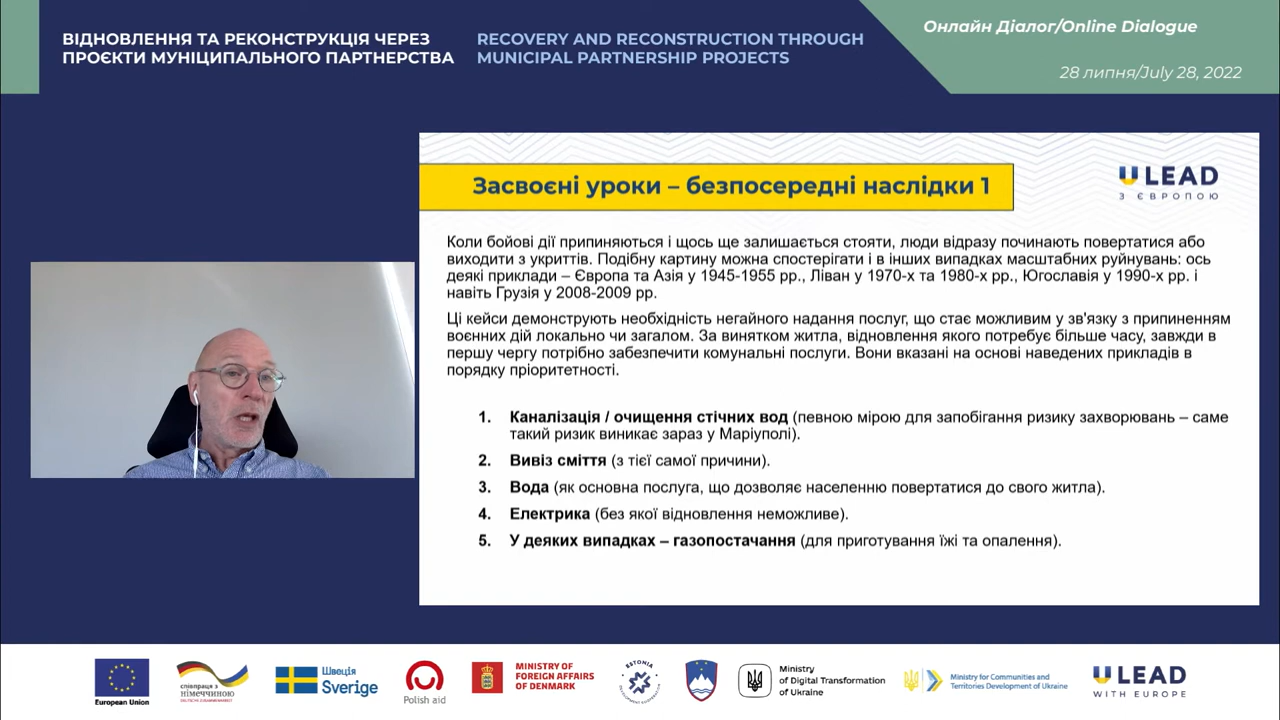 ВІДНОВЛЕННЯ ТА РЕКОНСТРУКЦІЯ ЧЕРЕЗ
ПРОЄКТИ МУНІЦИПАЛЬНОГО ПАРТНЕРСТВА
RECOVERY AND RECONSTRUCTION THROUGH
MUNICIPAL PARTNERSHIP PROJECTS
Онлайн Діалог/Online Dialogue
28 липня/July 28, 2022
Засвоєні уроки – безпосередні наслідки 1
U LEAD
З ЄВРОПОЮ
Коли бойові дії припиняються і щось ще залишається стояти, люди відразу починають повертатися або
виходити з укриттів. Подібну картину можна спостерігати і в інших випадках масштабних руйнувань: ось
деякі приклади – Європа та Азія у 1945-1955 рр., Ліван у 1970-х та 1980-х рр., Югославія у 1990-х рр. і
навіть Грузія у 2008-2009 рр.
Ці кейси демонструють необхідність негайного надання послуг, що стає можливим у зв'язку з припиненням
воєнних дій локально чи загалом. За винятком житла, відновлення якого потребує більше часу, завжди в
першу чергу потрібно забезпечити комунальні послуги. Вони вказані на основі наведених прикладів в
порядку пріоритетності.
1. Каналізація / очищення стічних вод (певною мірою для запобігання ризику захворювань – саме
такий ризик виникає зараз у Маріуполі).
2. Вивіз сміття (з тієї самої причини).
3. Вода (як основна послуга, що дозволяє населенню повертатися до свого житла).
4. Електрика (без якої відновлення неможливе).
5. У деяких випадках – газопостачання (для приготування їжі та опалення).
European Union
співпраця з
НІМЕЧЧИНОЮ
Швеція
Sverige
Polish aid
MINISTRY OF
FOREIGN AFFAIRS
OF DENMARK
ESTONIA
Ministry
of Digital Transformation
of Ukraine
Ministry for Communities and
Territories Development of Ukraine
U LEAD
WITH EUROPE